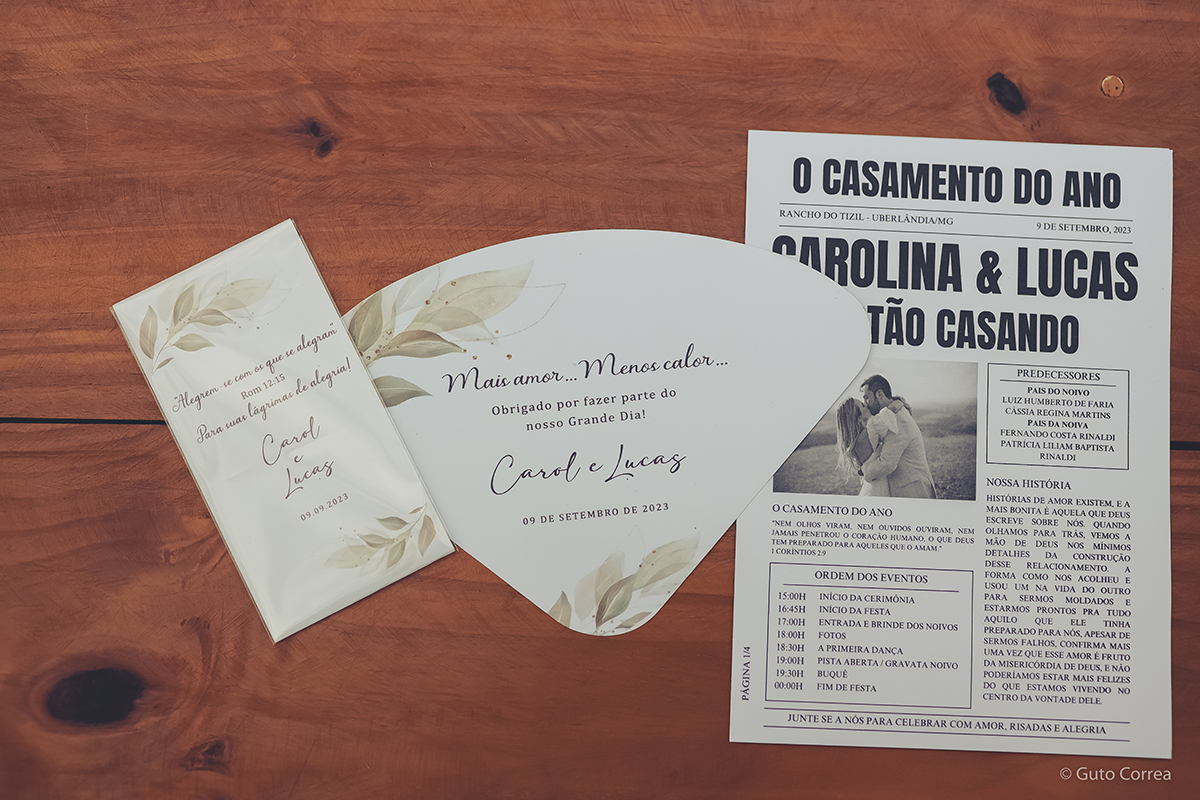 "Alegrem-se com os que se alegram"
Rom 12:15
Para suas lágrimas de alegria!
Carol
e
Lucas
09.09.2023
Mais amor... Menos calor...
Obrigado por fazer parte do
nosso Grande Dia!
Carol e Lucas
09 DE SETEMBRO DE 2023
O CASAMENTO DO ANO
RANCHO DO TIZIL - UBERLÂNDIA/MG
9 DE SETEMBRO, 2023
CAROLINA & LUCAS
TÃO CASANDO
PREDECESSORES
PAIS DO NOIVO
LUIZ HUMBERTO DE FARIA
CÁSSIA REGINA MARTINS
PAIS DA NOIVA
FERNANDO COSTA RINALDI
PATRÍCIA LILIAM BAPTISTA
RINALDI
O CASAMENTO DO ANO
"NEM OLHOS VIRAM, NEM OUVIDOS OUVIRAM, NEM
JAMAIS PENETROU O CORAÇÃO HUMANO, O QUE DEUS
TEM PREPARADO PARA AQUELES QUE O AMAM."
1 CORÍNTIOS 2:9
ORDEM DOS EVENTOS
15:00H INÍCIO DA CERIMÔNIA
16:45H INÍCIO DA FESTA
17:00H ENTRADA E BRINDE DOS NOIVOS
18:00H FOTOS
18:30H A PRIMEIRA DANÇA
19:00H PISTA ABERTA / GRAVATA NOIVO
19:30H BUQUÊ
00:00H FIM DE FESTA
NOSSA HISTÓRIA
HISTÓRIAS DE AMOR EXISTEM, E A
MAIS BONITA É AQUELA QUE DEUS
ESCREVE SOBRE NÓS. QUANDO
OLHAMOS PARA TRÁS, VEMOS A
MÃO DE DEUS NOS MÍNIMOS
DETALHES DA CONSTRUÇÃO
DESSE RELACIONAMENTO. A
FORMA COMO NOS ACOLHEU E
USOU UM NA VIDA DO OUTRO
PARA SERMOS MOLDADOS E
ESTARMOS PRONTOS PRA TUDO
AQUILO QUE ELE TINHA
PREPARADO PARA NÓS, APESAR DE
SERMOS FALHOS, CONFIRMA MAIS
UMA VEZ QUE ESSE AMOR É FRUTO
DA MISERICÓRDIA DE DEUS, E NÃO
PODERÍAMOS ESTAR MAIS FELIZES
DO QUE ESTAMOS VIVENDO NO
CENTRO DA VONTADE DELE.
PÁGINA 1/4
JUNTE SE A NÓS PARA CELEBRAR COM AMOR, RISADAS E ALEGRIA
© Guto Correa